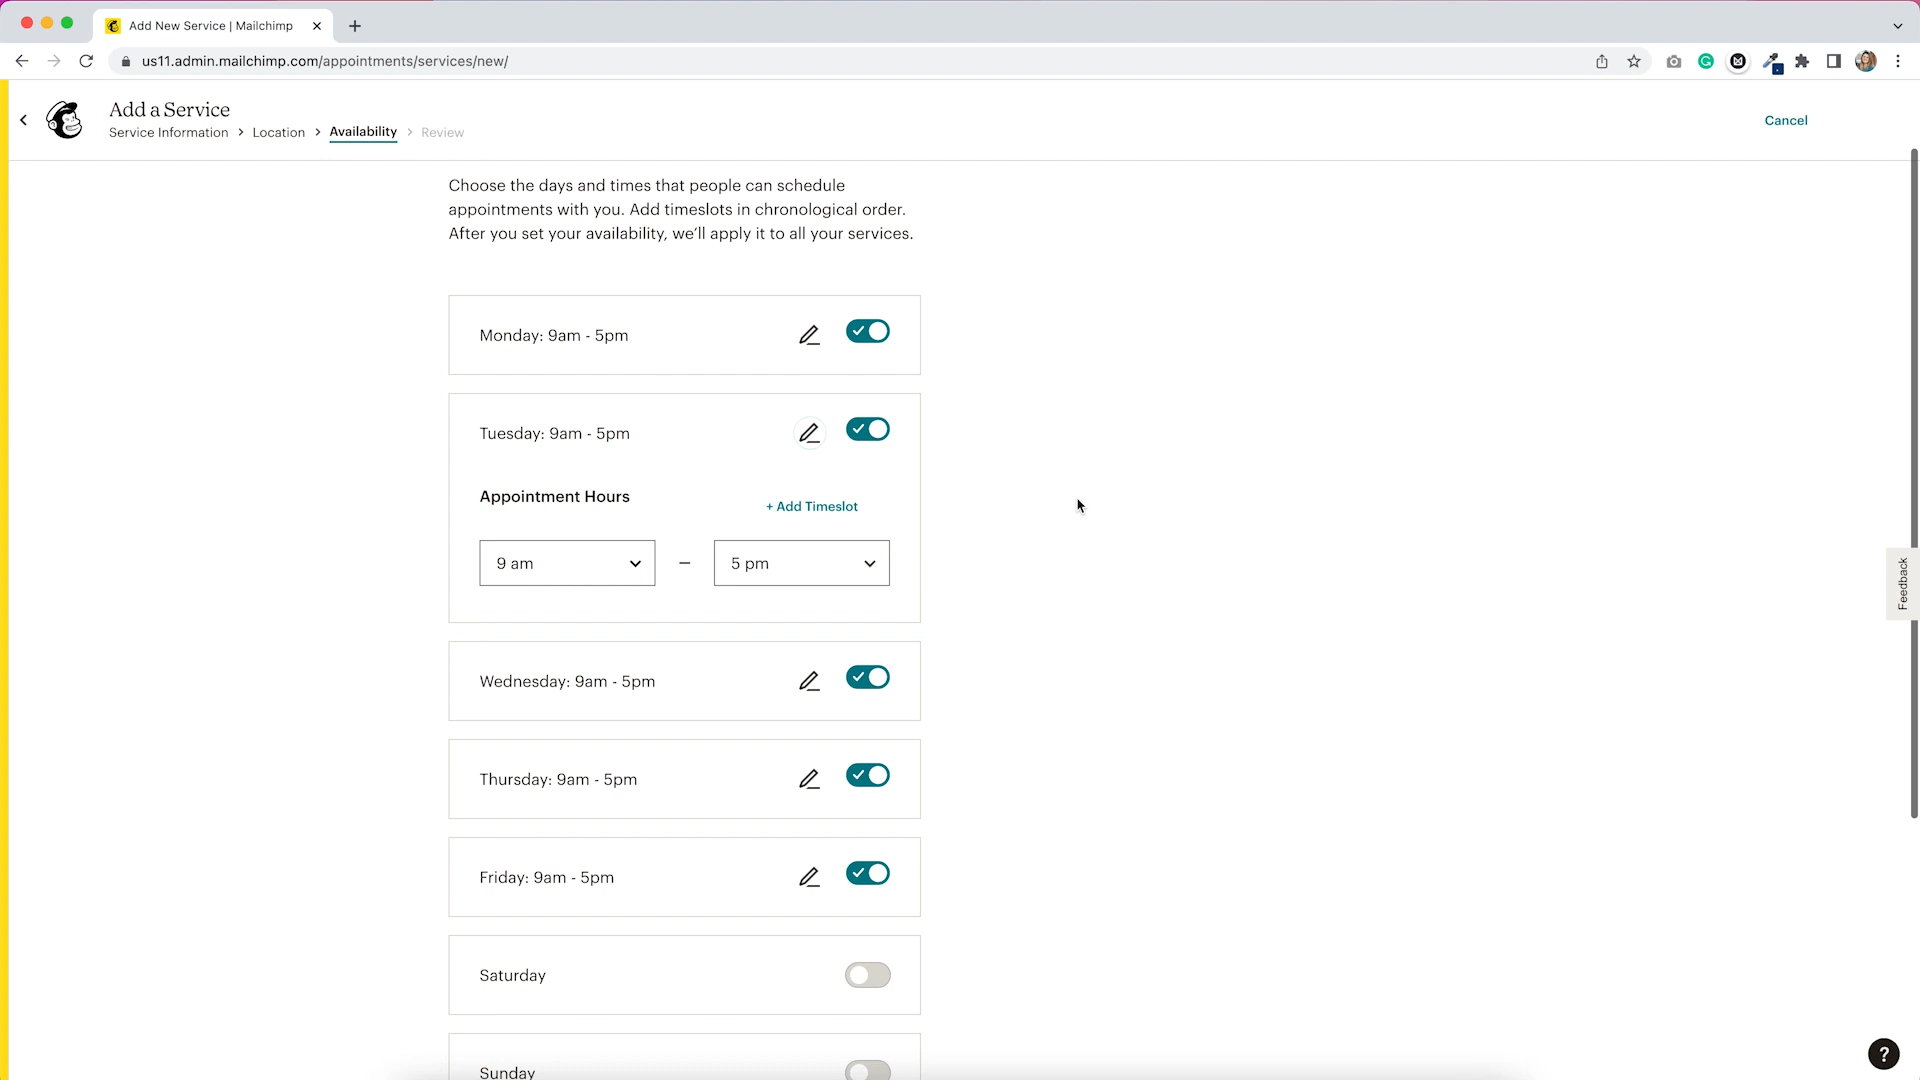 Add New Service | Mailchimp
us11.admin.mailchimp.com/appointments/services/new/
Add a Service
Service Information > Location > Availability > Review
Cancel
Choose the days and times that people can schedule
appointments with you. Add timeslots in chronological order.
After you set your availability, we’ll apply it to all your services.
Monday: 9am - 5pm
Tuesday: 9am - 5pm
Appointment Hours
+ Add Timeslot
9 am – 5 pm
Feedback
Wednesday: 9am - 5pm
Thursday: 9am - 5pm
Friday: 9am - 5pm
Saturday
Sunday
?